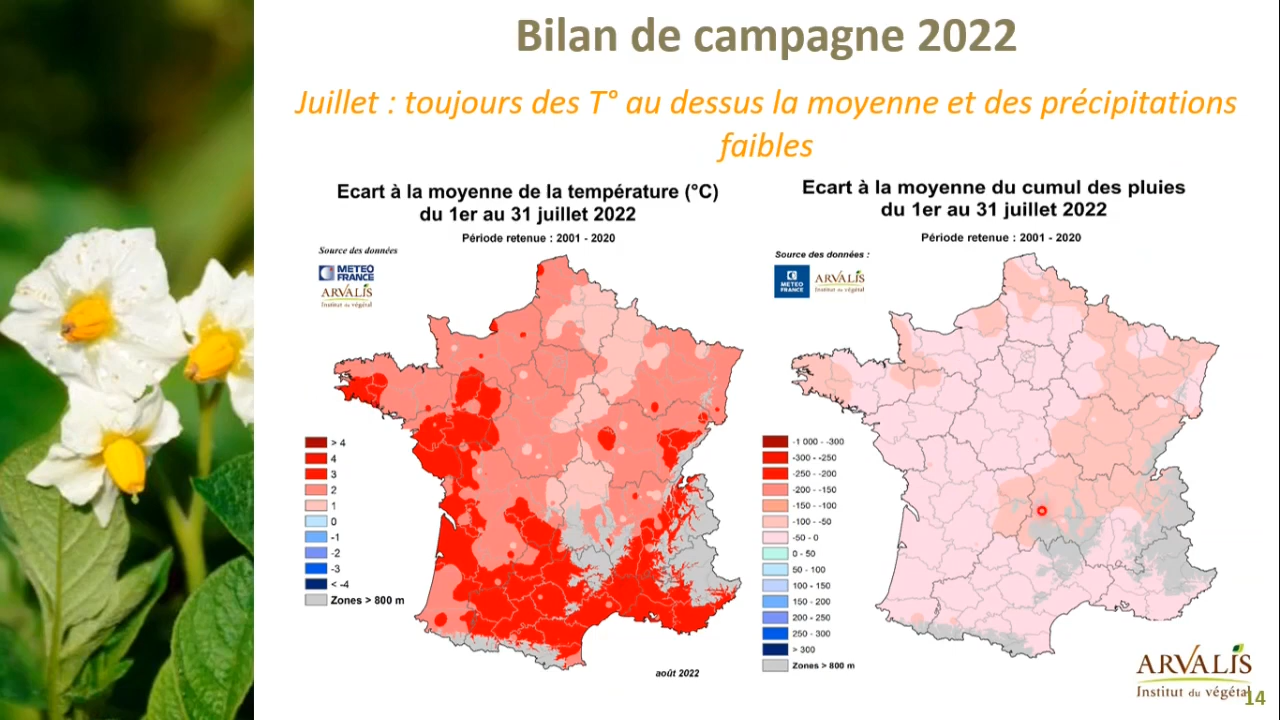 Bilan de campagne 2022
Juillet : toujours des T° au dessus la moyenne et des précipitations
faibles
Ecart à la moyenne de la température (°C)
du 1er au 31 juillet 2022
Période retenue : 2001 - 2020
Source des données
METEO
FRANCE
ARVALIS
Institut du végétal
> 4
4
3
2
1
0
-1
-2
-3
< -4
Zones > 800 m
août 2022
Ecart à la moyenne du cumul des pluies
du 1er au 31 juillet 2022
Période retenue : 2001 - 2020
Source des données :
METEO
FRANCE
ARVALIS
Institut du végétal
-1 000 - -300
-300 - -250
-250 - -200
-200 - -150
-150 - -100
-100 - -50
-50 - 0
0 - 50
50 - 100
100 - 150
150 - 200
200 - 250
250 - 300
> 300
Zones > 800 m
ARVALIS
Institut du végétal
14